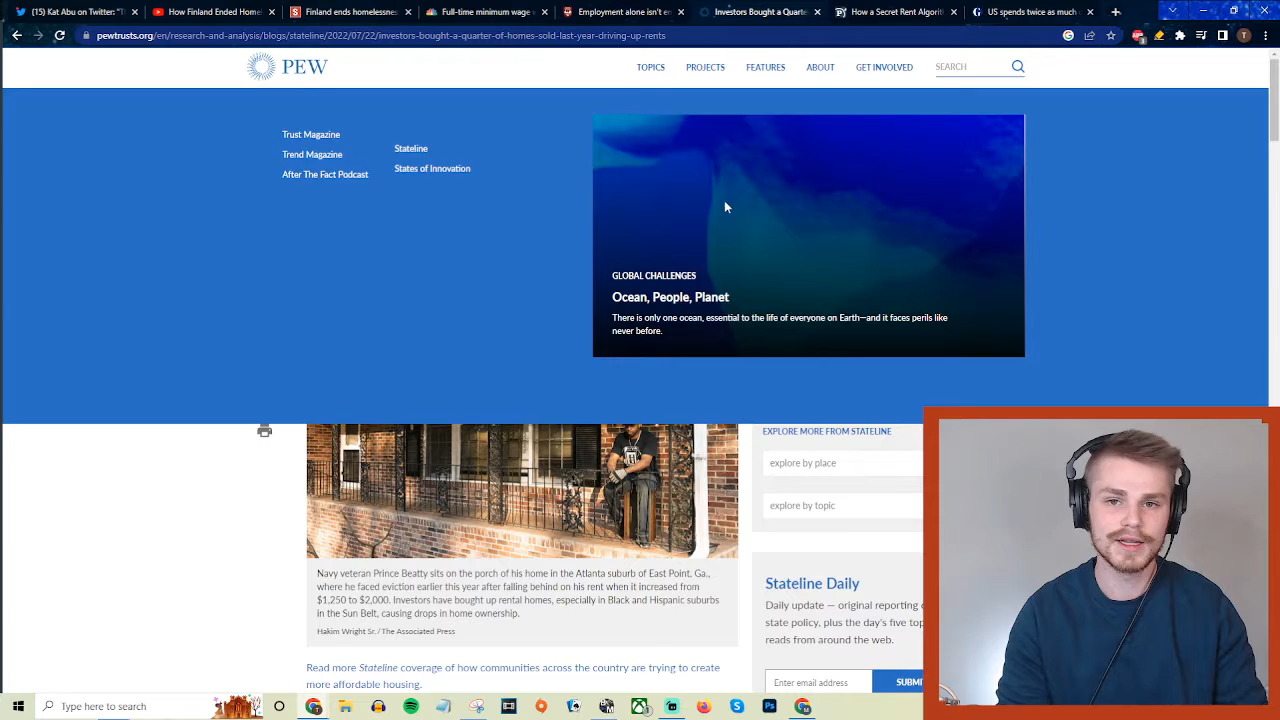 (15) Kat Abu on Twitter: "T
How Finland Ended Home
Finland ends homelessnes
Full-time minimum wage w
Employment alone isn't e
Investors Bought a Quarte
How a Secret Rent Algorit
US spends twice as much
pewtrusts.org/en/research-and-analysis/blogs/stateline/2022/07/22/investors-bought-a-quarter-of-homes-sold-last-year-driving-up-rents
PEW
TOPICS
PROJECTS
FEATURES
ABOUT
GET INVOLVED
SEARCH
Trust Magazine
Trend Magazine
After The Fact Podcast
Stateline
States of Innovation
GLOBAL CHALLENGES
Ocean, People, Planet
There is only one ocean, essential to the life of everyone on Earth—and it faces perils like
never before.
Navy veteran Prince Beatty sits on the porch of his home in the Atlanta suburb of East Point, Ga.,
where he faced eviction earlier this year after falling behind on his rent when it increased from
$1,250 to $2,000. Investors have bought up rental homes, especially in Black and Hispanic suburbs
in the Sun Belt, causing drops in home ownership.
Hakim Wright Sr. / The Associated Press
Read more Stateline coverage of how communities across the country are trying to create
more affordable housing.
EXPLORE MORE FROM STATELINE
explore by place
explore by topic
Stateline Daily
Daily update — original reporting
state policy, plus the day's five top
reads from around the web.
Enter email address
SUBMI
Type here to search